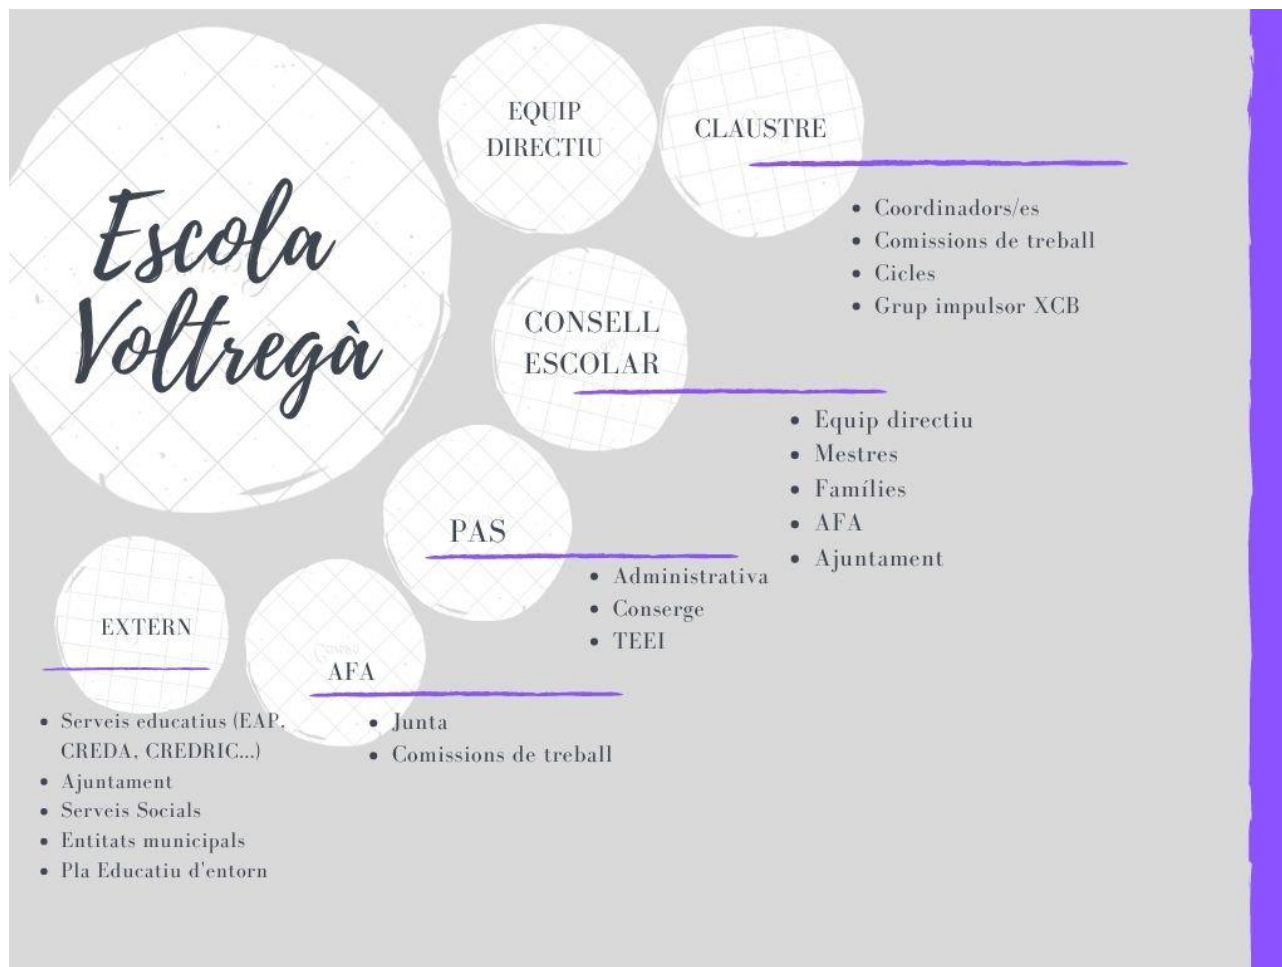 Escola
Voltregà
EQUIP
DIRECTIU
CLAUSTRE
• Coordinadors/es
• Comissions de treball
• Cicles
• Grup impulsor XCB
CONSELL
ESCOLAR
• Equip directiu
• Mestres
• Famílies
• AFA
• Ajuntament
PAS
• Administrativa
• Conserge
• TEEI
AFA
• Junta
• Comissions de treball
EXTERN
• Serveis educatius (EAP,
CREDA, CREDRIC...)
• Ajuntament
• Serveis Socials
• Entitats municipals
• Pla Educatiu d'entorn